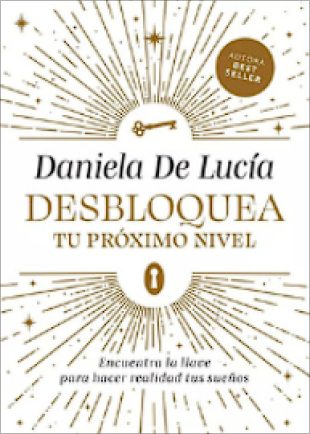 AUTORA
BEST
SELLER
Daniela De Lucía
DESBLOQUEA
TU PRÓXIMO NIVEL
Encuentra la llave
para hacer realidad tus sueños